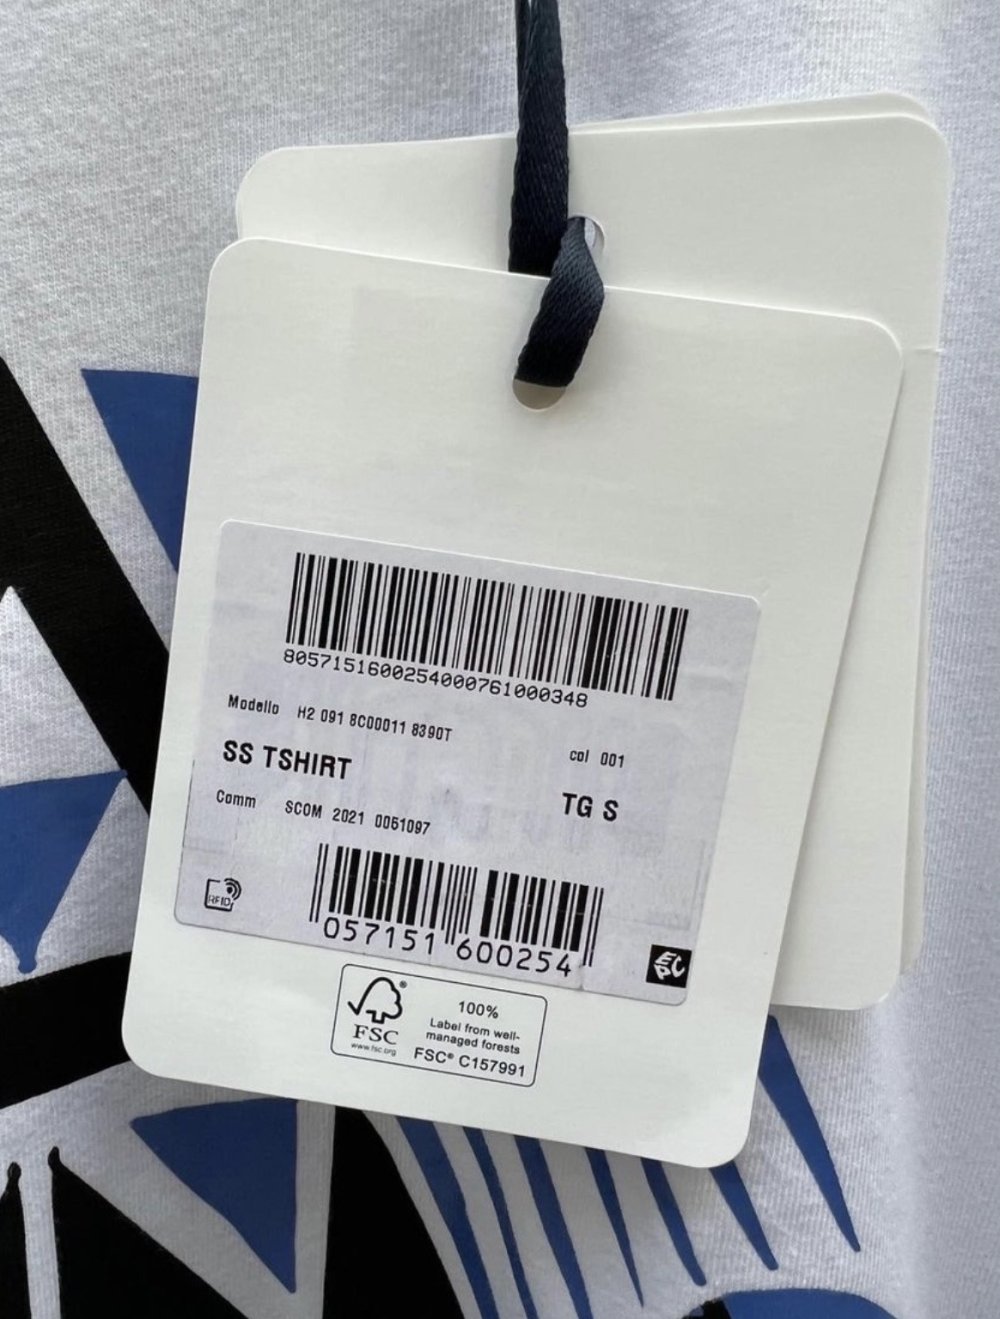 8057151600254000761000348
Modello H2 091 8C00011 8390T
col 001
SS TSHIRT
TG S
Comm SCOM 2021 0051097
RFID
057151 600254
EPC
FSC®
www.fsc.org
100%
Label from well-
managed forests
FSC® C157991